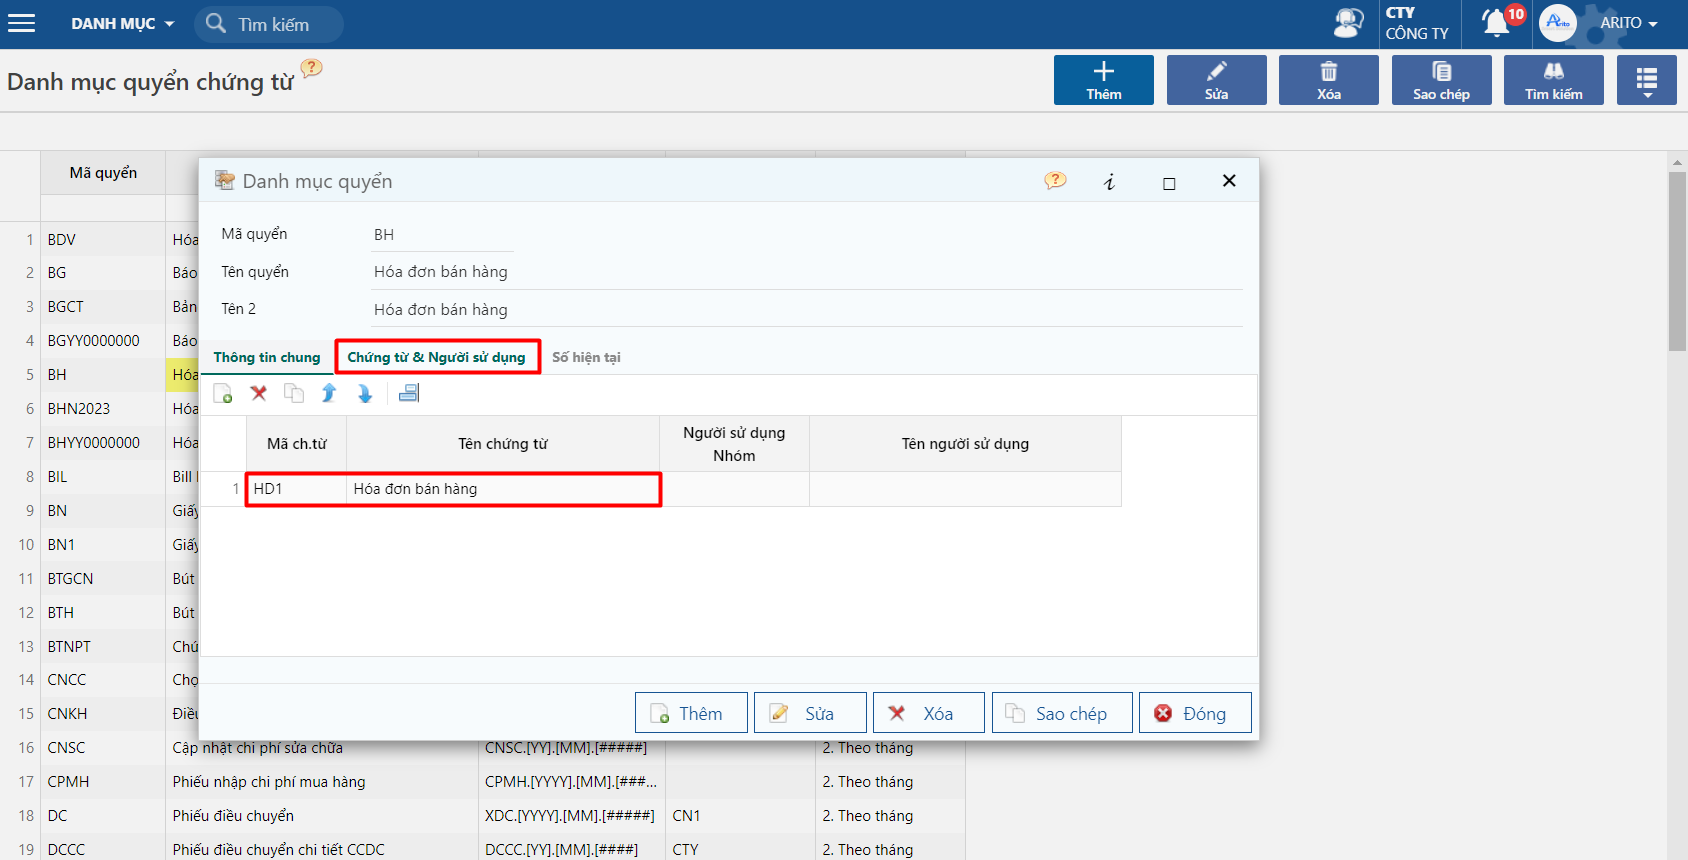 DANH MỤC
Tìm kiếm
CTY
CÔNG TY
10
Arito
ARITO
Danh mục quyển chứng từ
?
Thêm
Sửa
Xóa
Sao chép
Tìm kiếm
Mã quyển
1 BDV Hóa
2 BG Báo
3 BGCT Bản
4 BGYY0000000 Báo
5 BH Hóa
6 BHN2023 Hóa
7 BHYY0000000 Hóa
8 BIL Bill
9 BN Giấy
10 BN1 Giấy
11 BTGCN Bút
12 BTH Bút
13 BTNPT Chú
14 CNCC Chọ
15 CNKH Điều
16 CNSC Cập nhật chi phí sửa chữa CNSC.[YY].[MM].[#####] 2. Theo tháng
17 CPMH Phiếu nhập chi phí mua hàng CPMH.[YYYY].[MM].[###... 2. Theo tháng
18 DC Phiếu điều chuyển XDC.[YYYY].[MM].[#####] CN1 2. Theo tháng
19 DCCC Phiếu điều chuyển chi tiết CCDC DCCC.[YY].[MM].[####] CTY 2. Theo tháng
Danh mục quyển
?
i
Mã quyển BH
Tên quyển Hóa đơn bán hàng
Tên 2 Hóa đơn bán hàng
Thông tin chung Chứng từ & Người sử dụng Số hiện tại
Mã ch.từ Tên chứng từ Người sử dụng
Nhóm Tên người sử dụng
1 HD1 Hóa đơn bán hàng
Thêm Sửa Xóa Sao chép Đóng